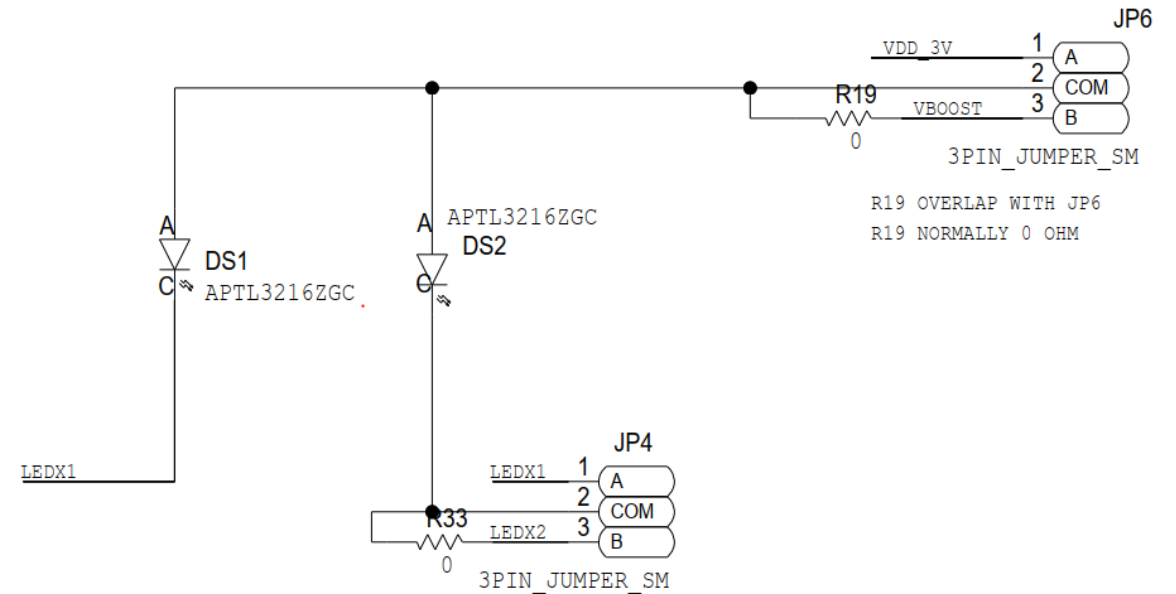 JP6
VDD_3V 1 A
2 COM
R19 VBOOST 3 B
0
3PIN_JUMPER_SM
R19 OVERLAP WITH JP6
R19 NORMALLY 0 OHM
A
DS1
C
APTL3216ZGC
A APTL3216ZGC
DS2
C
JP4
LEDX1
LEDX1 1 A
2 COM
R33 LEDX2 3 B
0
3PIN_JUMPER_SM